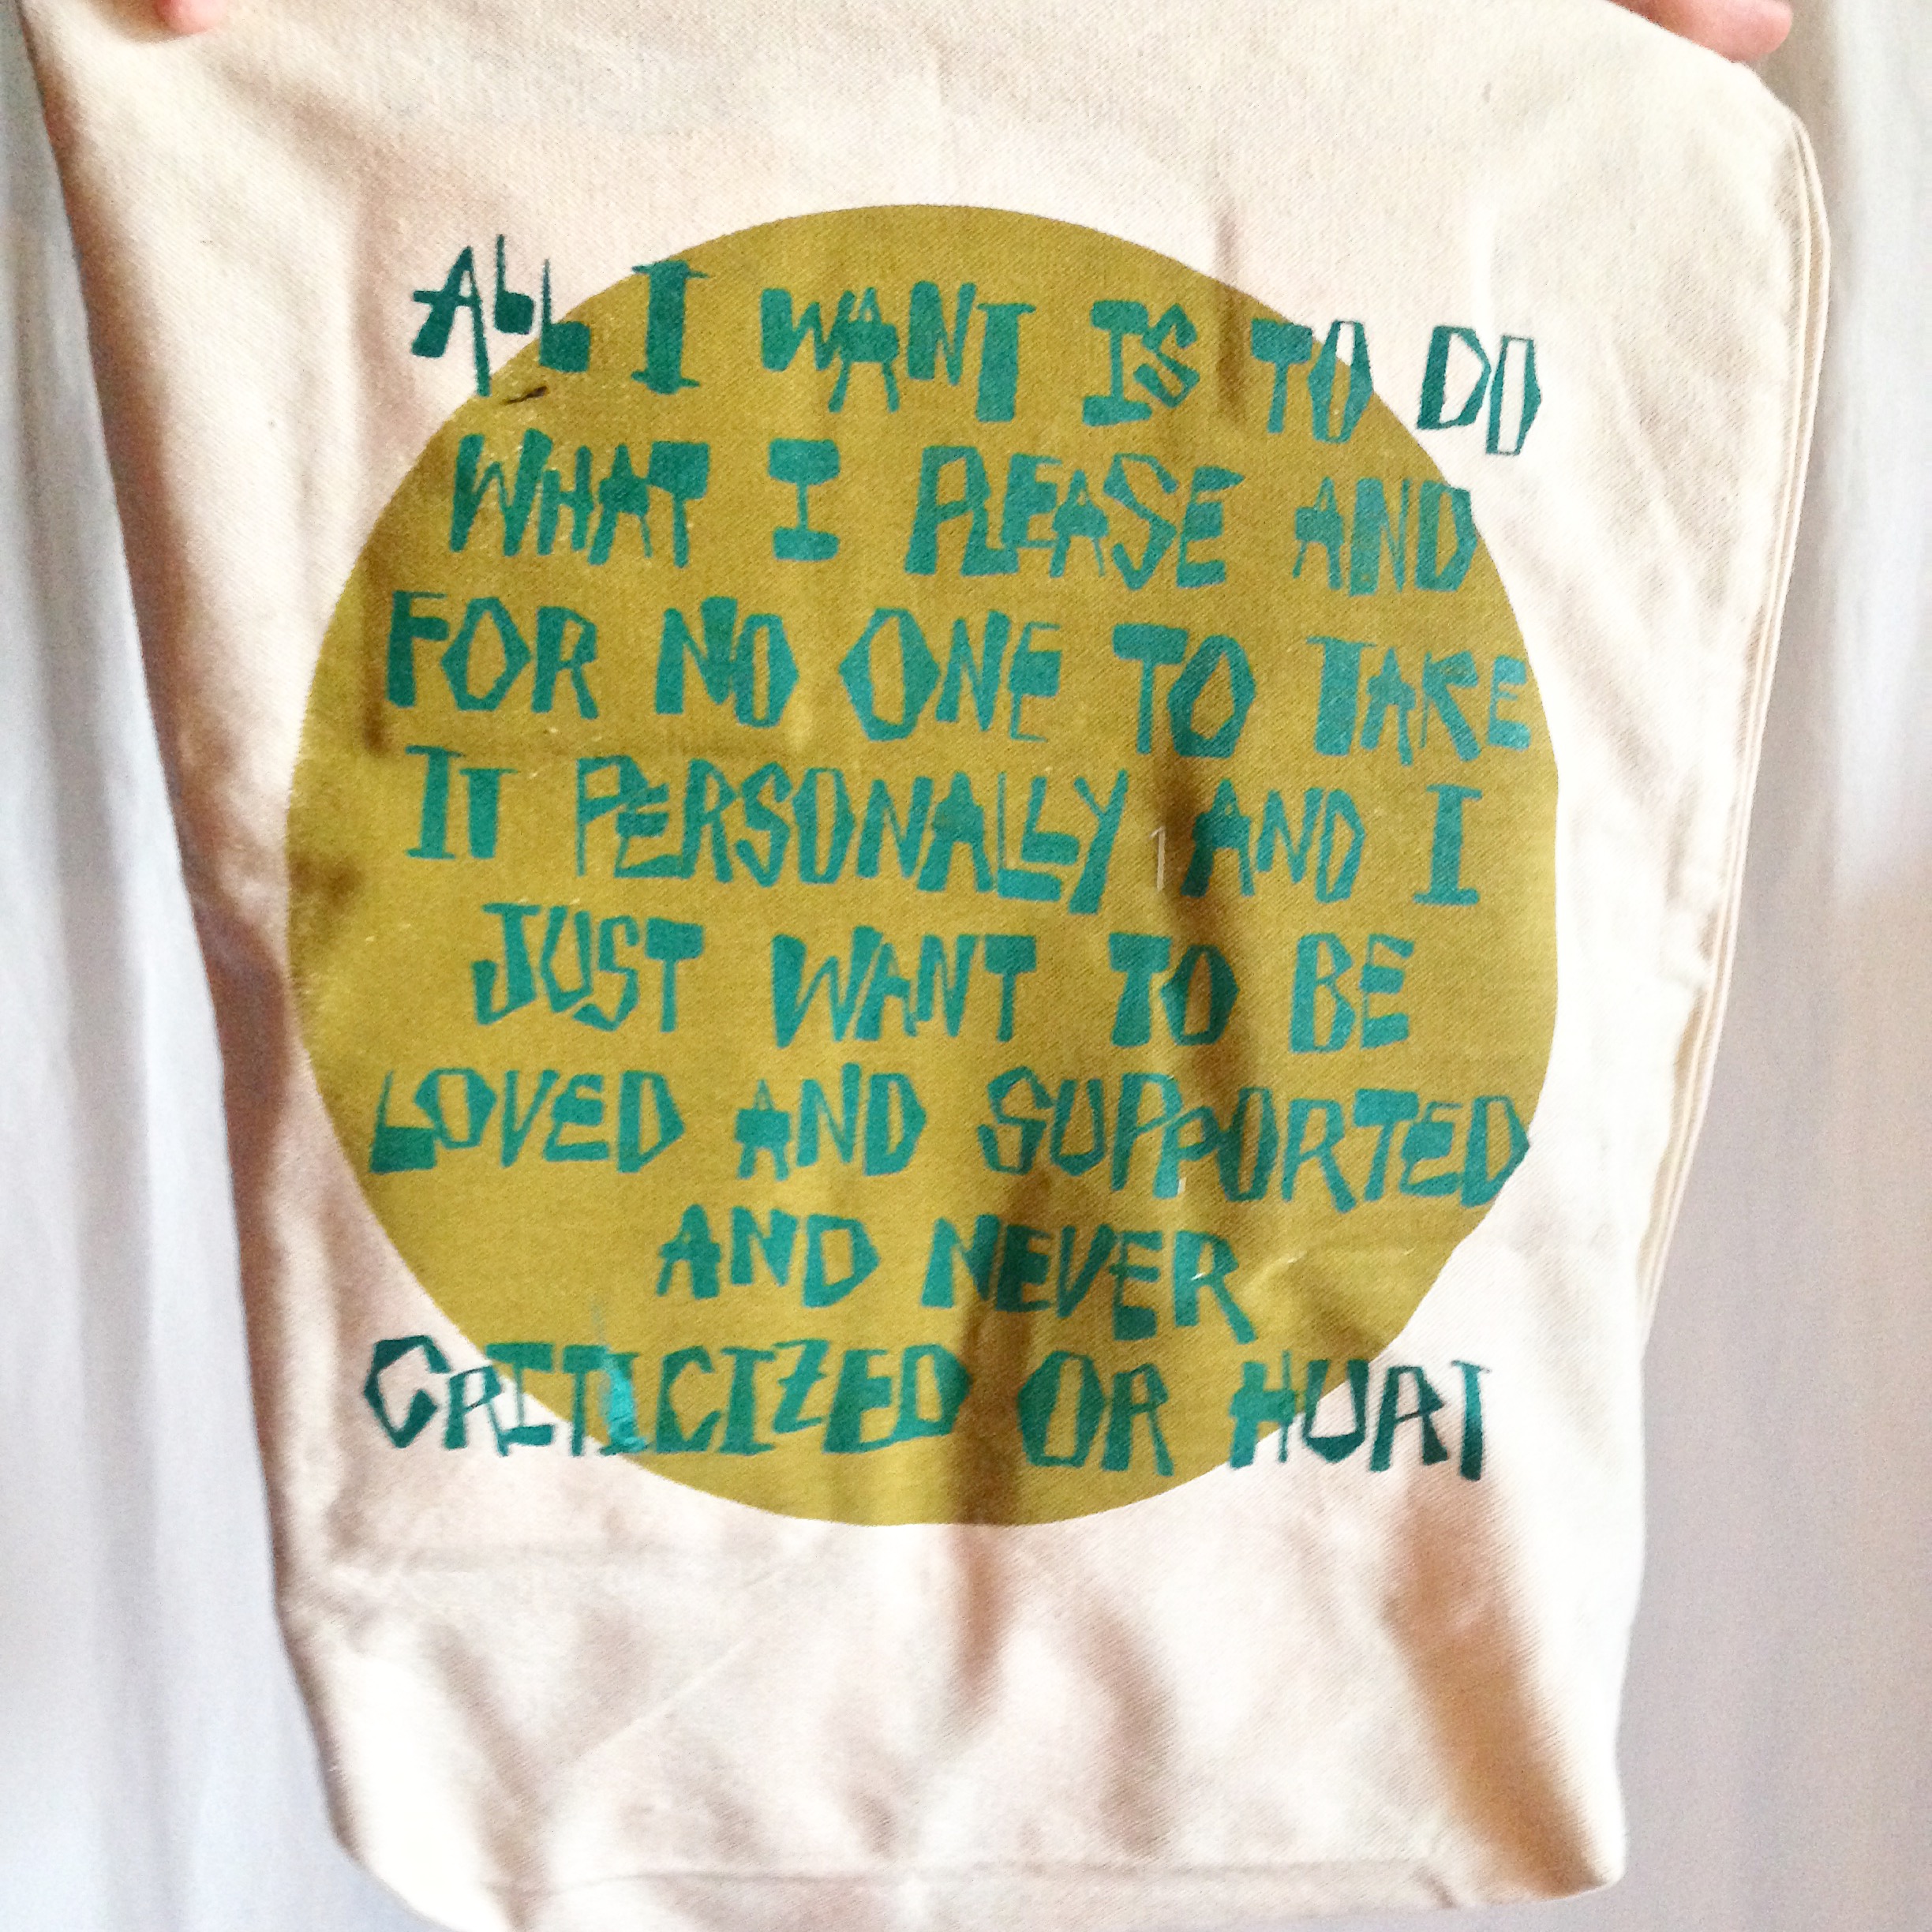 ALL I WANT IS TO DO
WHAT I PLEASE AND
FOR NO ONE TO TAKE
IT PERSONALLY AND I
JUST WANT TO BE
LOVED AND SUPPORTED
AND NEVER
CRITICIZED OR HURT